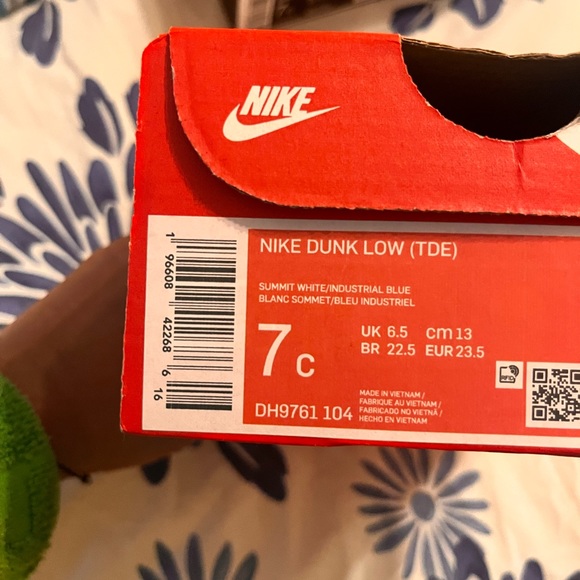 NIKE
NIKE DUNK LOW (TDE)
SUMMIT WHITE/INDUSTRIAL BLUE
BLANC SOMMET/BLEU INDUSTRIEL
7 C
UK 6.5 cm 13
BR 22.5 EUR 23.5
DH9761 104
MADE IN VIETNAM /
FABRIQUE AU VIETNAM /
FABRICADO NO VIETNÃ /
HECHO EN VIETNAM
RFID
1 96608 42268 6 16